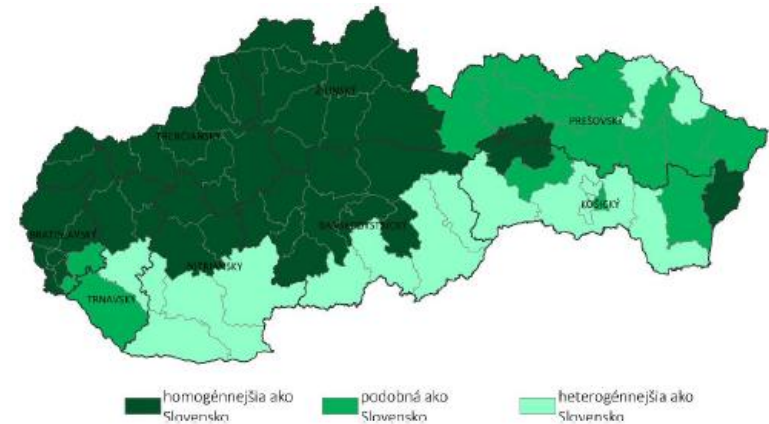 ŽILINSKÝ
PREŠOVSKÝ
TRENČIANSKY
KOŠICKÝ
BANSKOBYSTRICKÝ
BRATISLAVSKÝ
NITRIANSKY
TRNAVSKÝ
homogénnejšia ako
Slovensko
podobná ako
Slovensko
heterogénnejšia ako
Slovensko